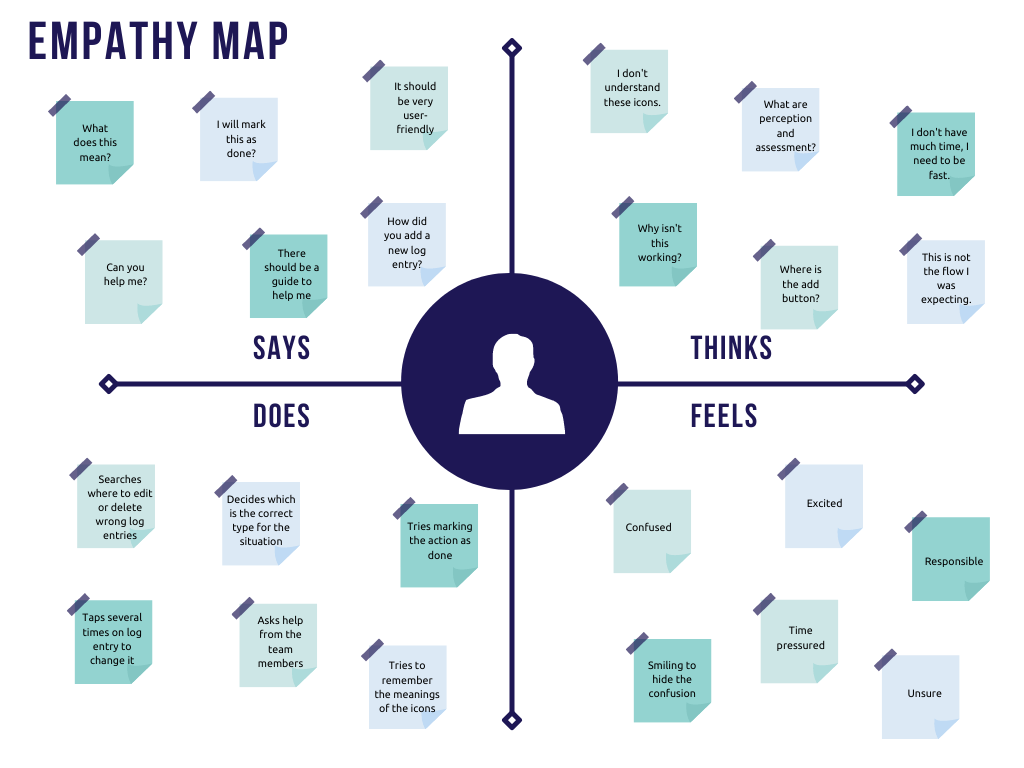 EMPATHY MAP
What
does this
mean?
I will mark
this as
done?
It should
be very
user-
friendly
Can you
help me?
There
should be a
guide to
help me
How did
you add a
new log
entry?
SAYS
I don't
understand
these icons.
What are
perception
and
assessment?
I don't have
much time, I
need to be
fast.
Why isn't
this
working?
Where is
the add
button?
This is not
the flow I
was
expecting.
THINKS
DOES
Searches
where to edit
or delete
wrong log
entries
Decides which
is the correct
type for the
situation
Tries marking
the action as
done
Taps several
times on log
entry to
change it
Asks help
from the
team
members
Tries to
remember
the meanings
of the icons
FEELS
Confused
Excited
Responsible
Smiling to
hide the
confusion
Time
pressured
Unsure